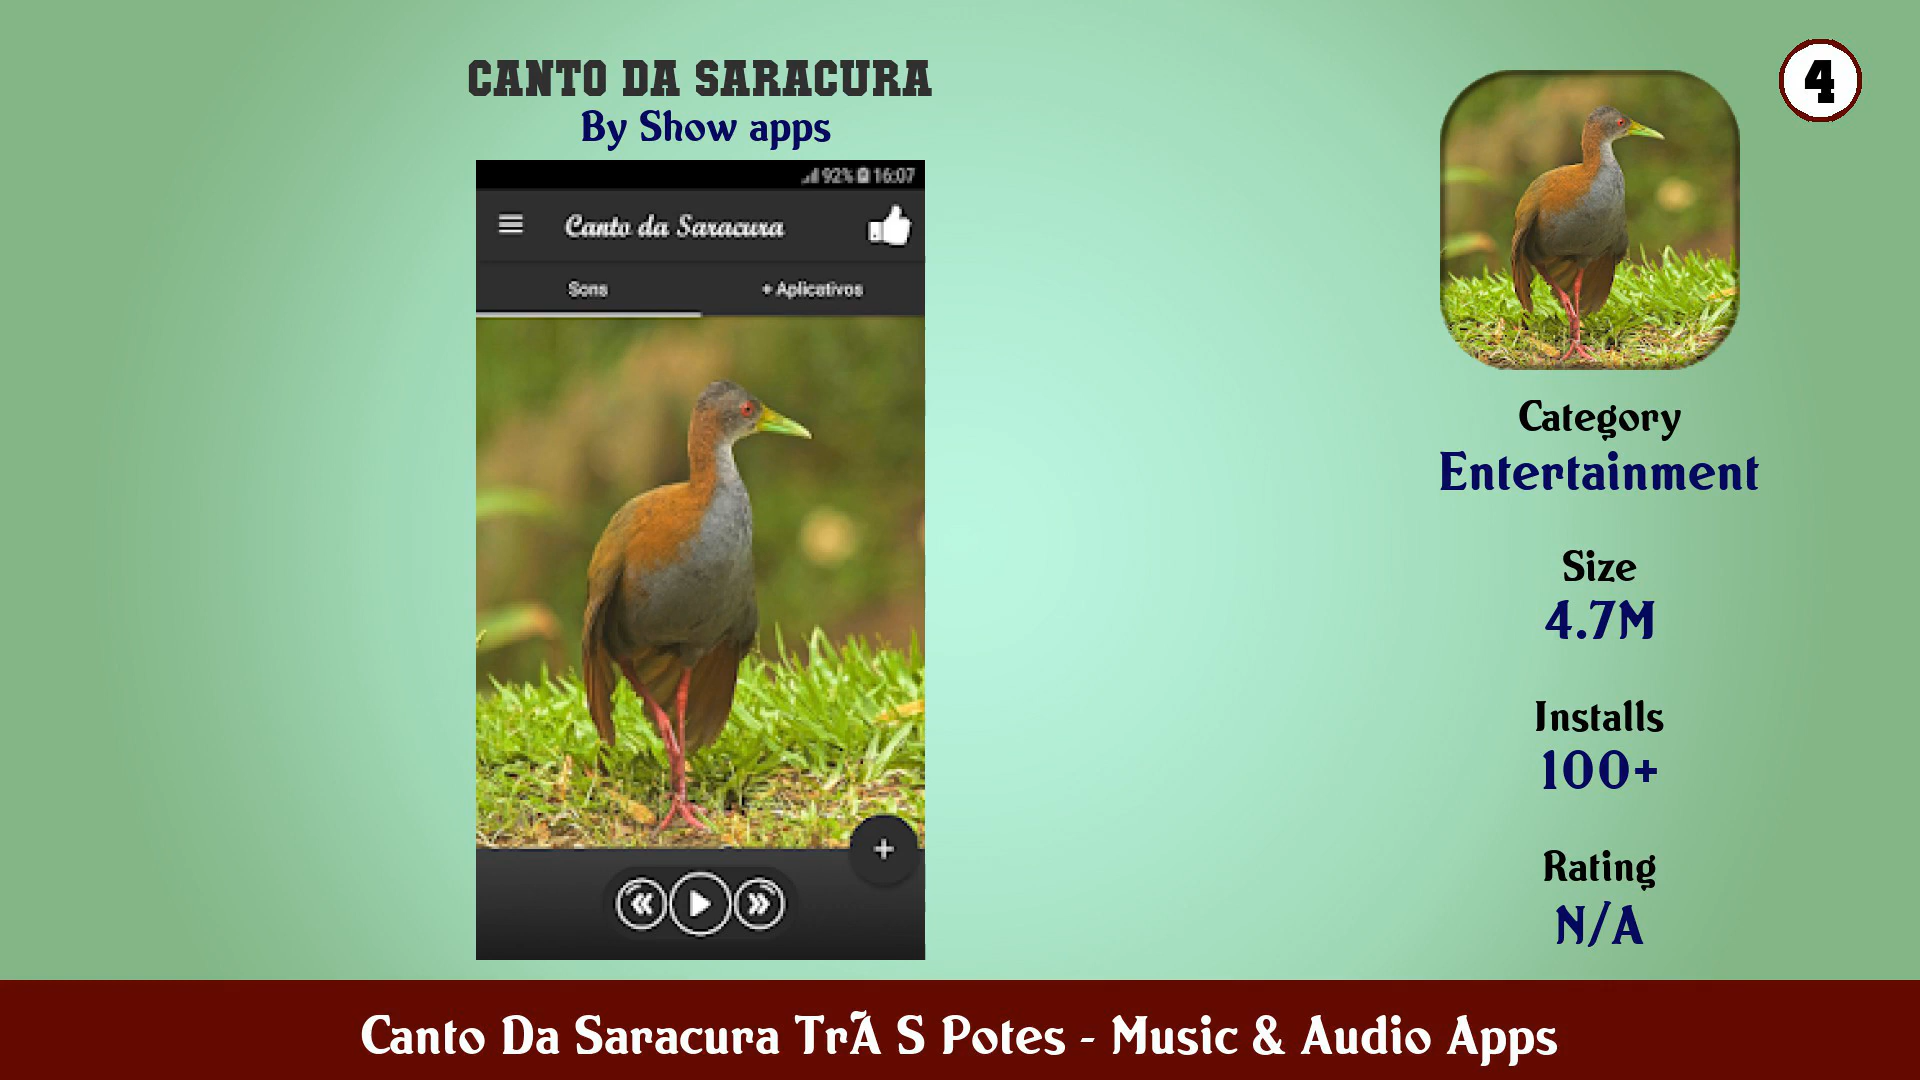 CANTO DA SARACURA
By Show apps
92% 16:07
Canto da Saracura
Sons
+ Aplicativos
4
Category
Entertainment
Size
4.7M
Installs
100+
Rating
N/A
Canto Da Saracura TrÃ S Potes - Music & Audio Apps